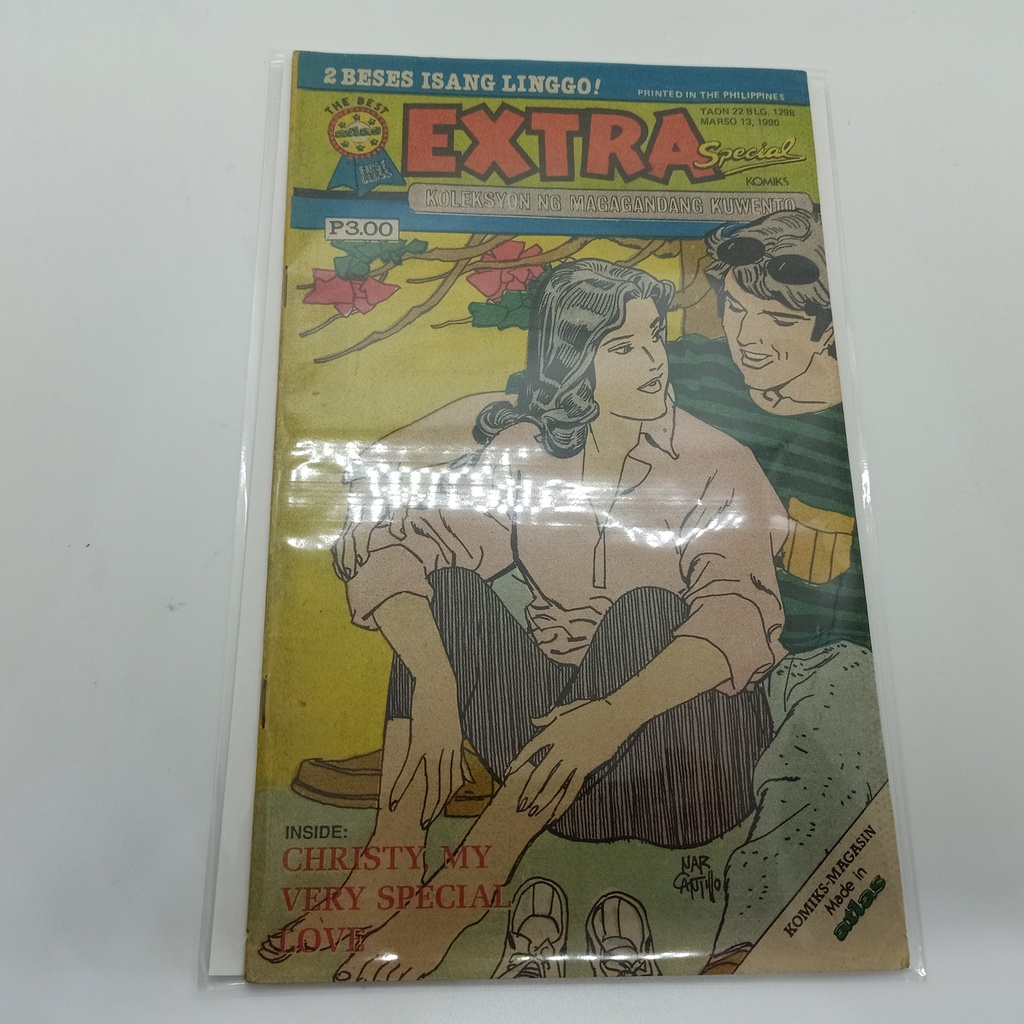 2 BESES ISANG LINGGO!
PRINTED IN THE PHILIPPINES
THE BEST
atlas
EXTRA
Special
KOMIKS
TAON 22 BLG. 1298
MARSO 13, 1990
KOLEKSYON NG MAGAGANDANG KUWENTO
P3.00
INSIDE:
CHRISTY, MY
VERY SPECIAL
LOVE
NAR
CANTILLO
KOMIKS-MAGASIN
Made in
atlas